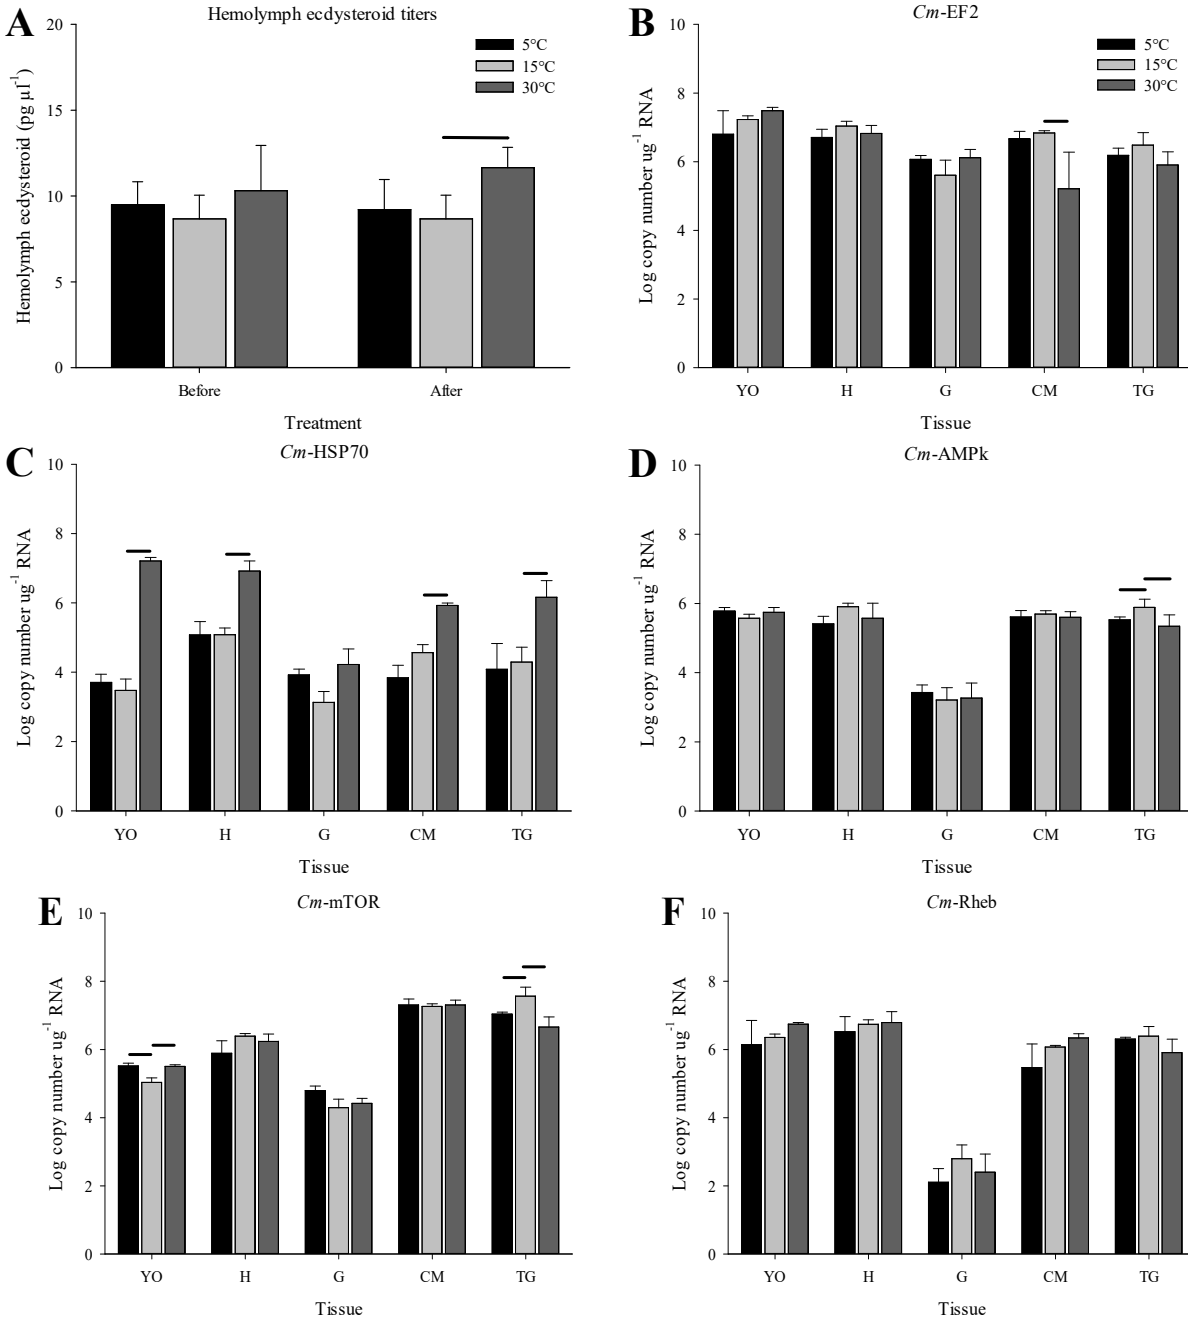 A
Hemolymph ecdysteroid titers
Hemolymph ecdysteroid (pg µl-1)
20
15
10
5
0
5°C
15°C
30°C
Before
After
Treatment
B
Cm-EF2
Log copy number ug-1 RNA
10
8
6
4
2
0
5°C
15°C
30°C
YO
H
G
CM
TG
Tissue
C
Cm-HSP70
Log copy number ug-1 RNA
10
8
6
4
2
0
YO
H
G
CM
TG
Tissue
D
Cm-AMPk
Log copy number ug-1 RNA
10
8
6
4
2
0
YO
H
G
CM
TG
Tissue
E
Cm-mTOR
Log copy number ug-1 RNA
10
8
6
4
2
0
YO
H
G
CM
TG
Tissue
F
Cm-Rheb
Log copy number ug-1 RNA
10
8
6
4
2
0
YO
H
G
CM
TG
Tissue